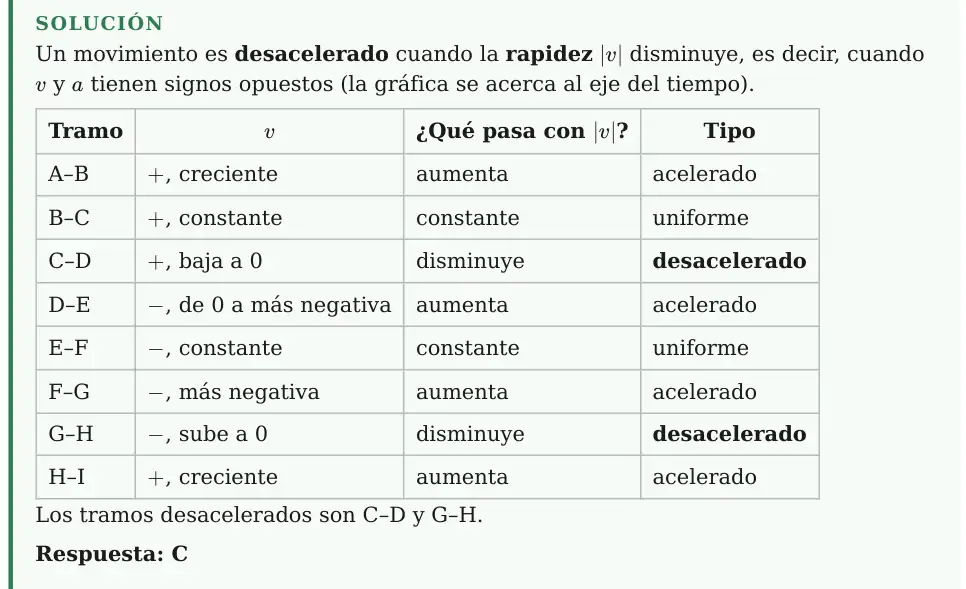 SOLUCIÓN
Un movimiento es desacelerado cuando la rapidez |v| disminuye, es decir, cuando
v y a tienen signos opuestos (la gráfica se acerca al eje del tiempo).
Tramo v ¿Qué pasa con |v|? Tipo
A–B +, creciente aumenta acelerado
B–C +, constante constante uniforme
C–D +, baja a 0 disminuye desacelerado
D–E −, de 0 a más negativa aumenta acelerado
E–F −, constante constante uniforme
F–G −, más negativa aumenta acelerado
G–H −, sube a 0 disminuye desacelerado
H–I +, creciente aumenta acelerado
Los tramos desacelerados son C–D y G–H.
Respuesta: C